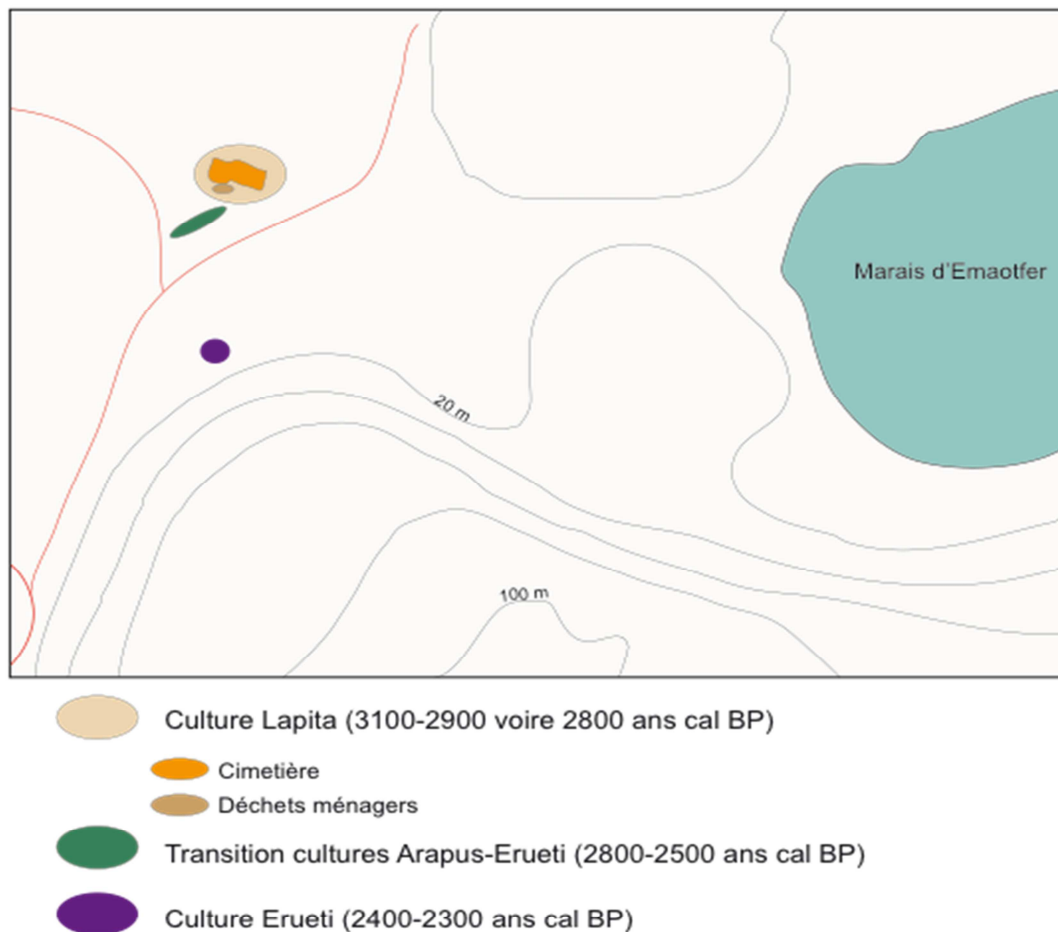 Marais d'Emaotfer
20 m
100 m
Culture Lapita (3100-2900 voire 2800 ans cal BP)
Cimetière
Déchets ménagers
Transition cultures Arapus-Erueti (2800-2500 ans cal BP)
Culture Erueti (2400-2300 ans cal BP)